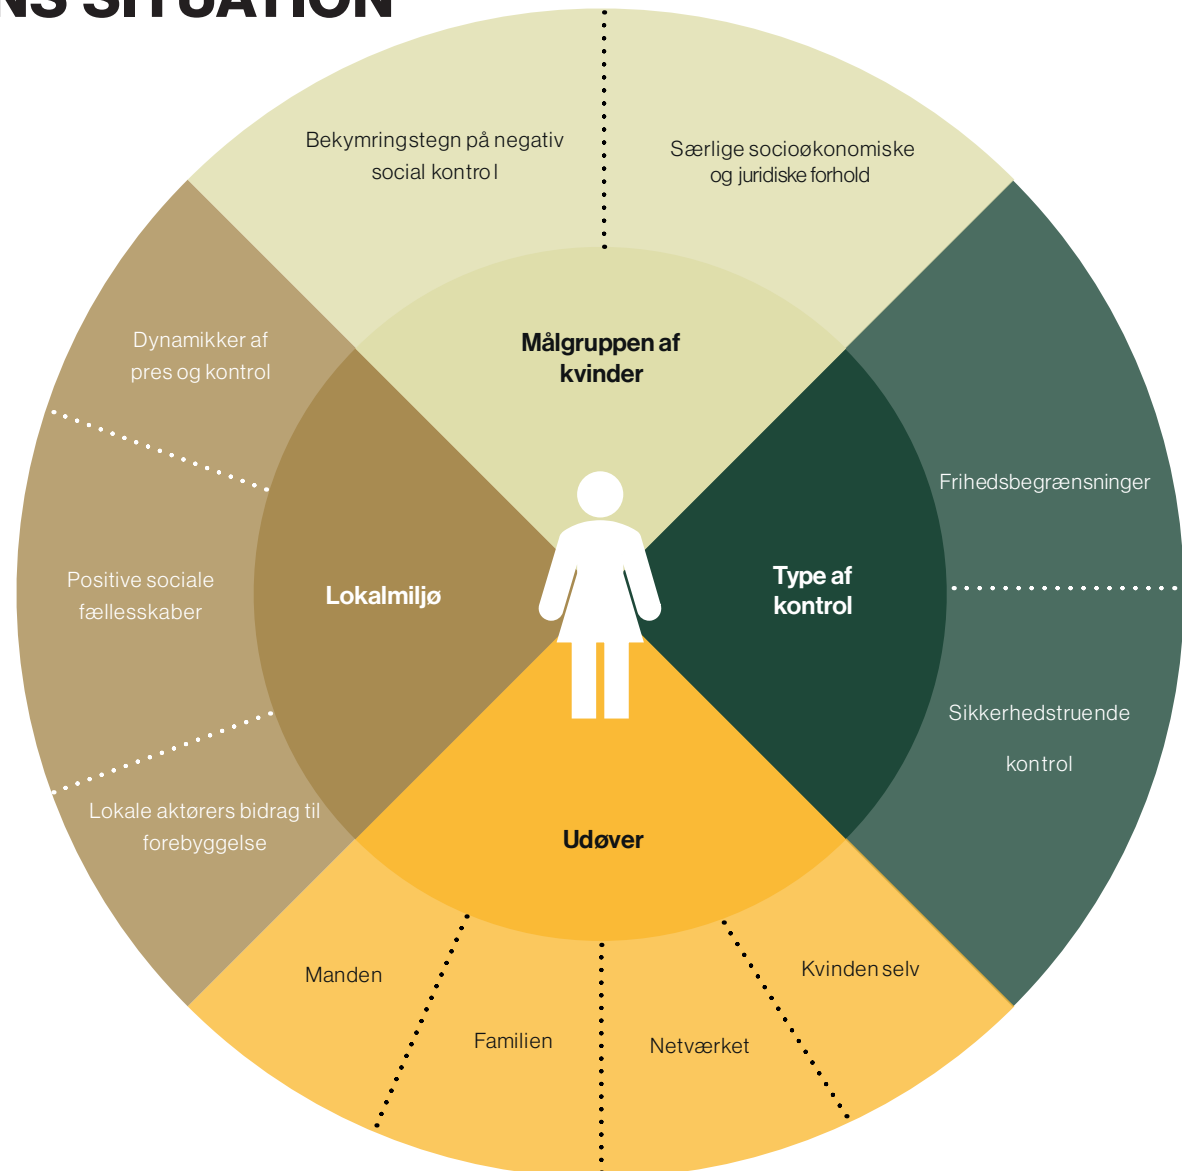 NS SITUATION
Bekymringstegn på negativ
social kontrol
Særlige socioøkonomiske
og juridiske forhold
Målgruppen af
kvinder
Dynamikker af
pres og kontrol
Positive sociale
fællesskaber
Lokale aktørers bidrag til
forebyggelse
Lokalmiljø
Type af
kontrol
Frihedsbegrænsninger
Sikkerhedstruende
kontrol
Udøver
Manden
Familien
Netværket
Kvinden selv